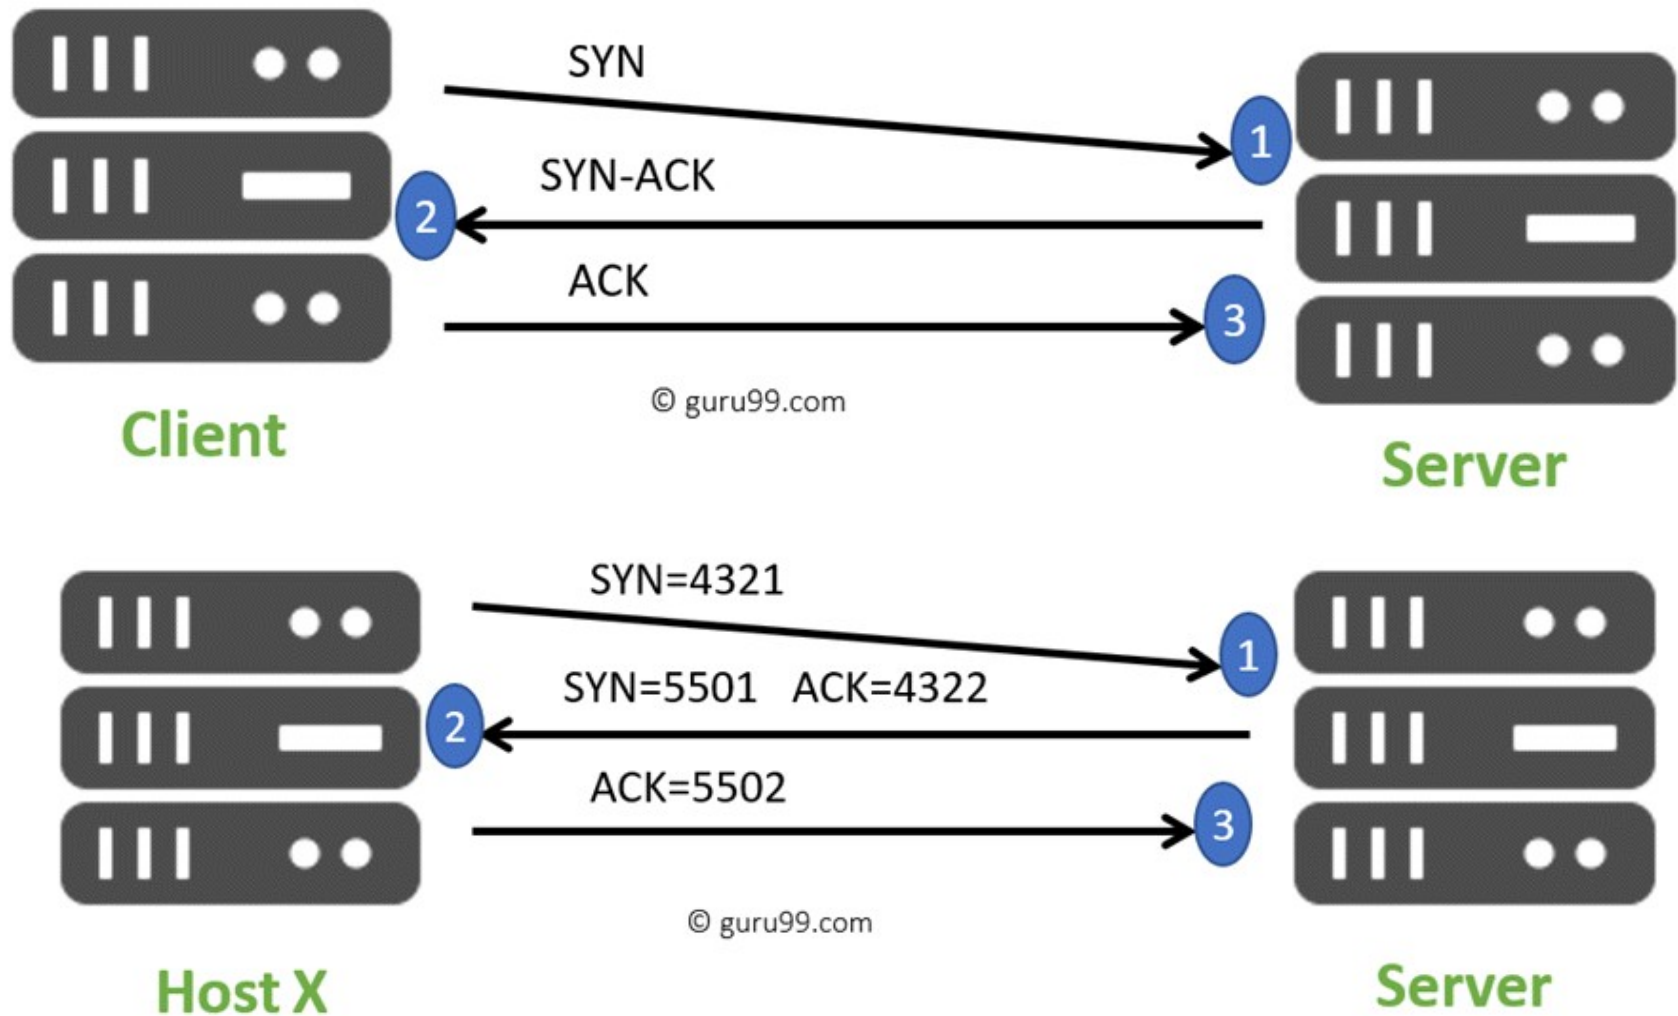 SYN
1
SYN-ACK
2
ACK
3
© guru99.com
Client
Server
SYN=4321
1
SYN=5501 ACK=4322
2
ACK=5502
3
© guru99.com
Host X
Server